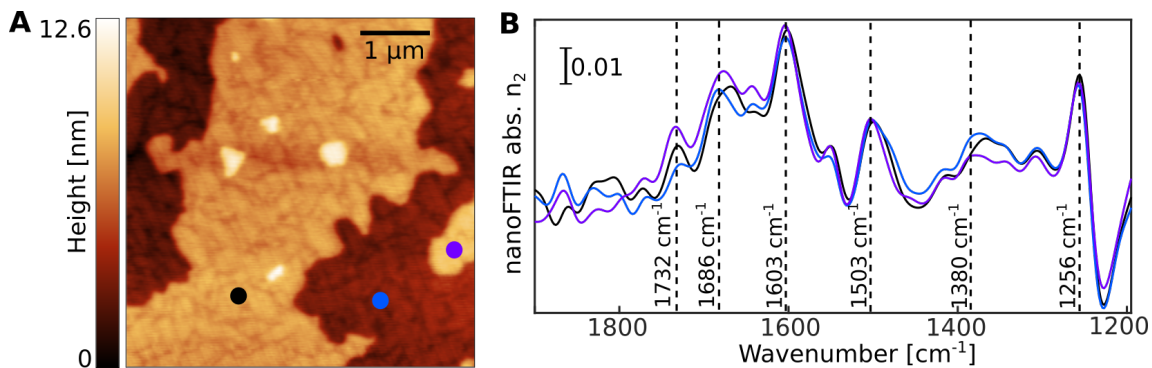 A
12.6
Height [nm]
0
1 µm
B
nanoFTIR abs. n₂
0.01
1732 cm⁻¹
1686 cm⁻¹
1603 cm⁻¹
1503 cm⁻¹
1380 cm⁻¹
1256 cm⁻¹
1800
1600
1400
1200
Wavenumber [cm⁻¹]